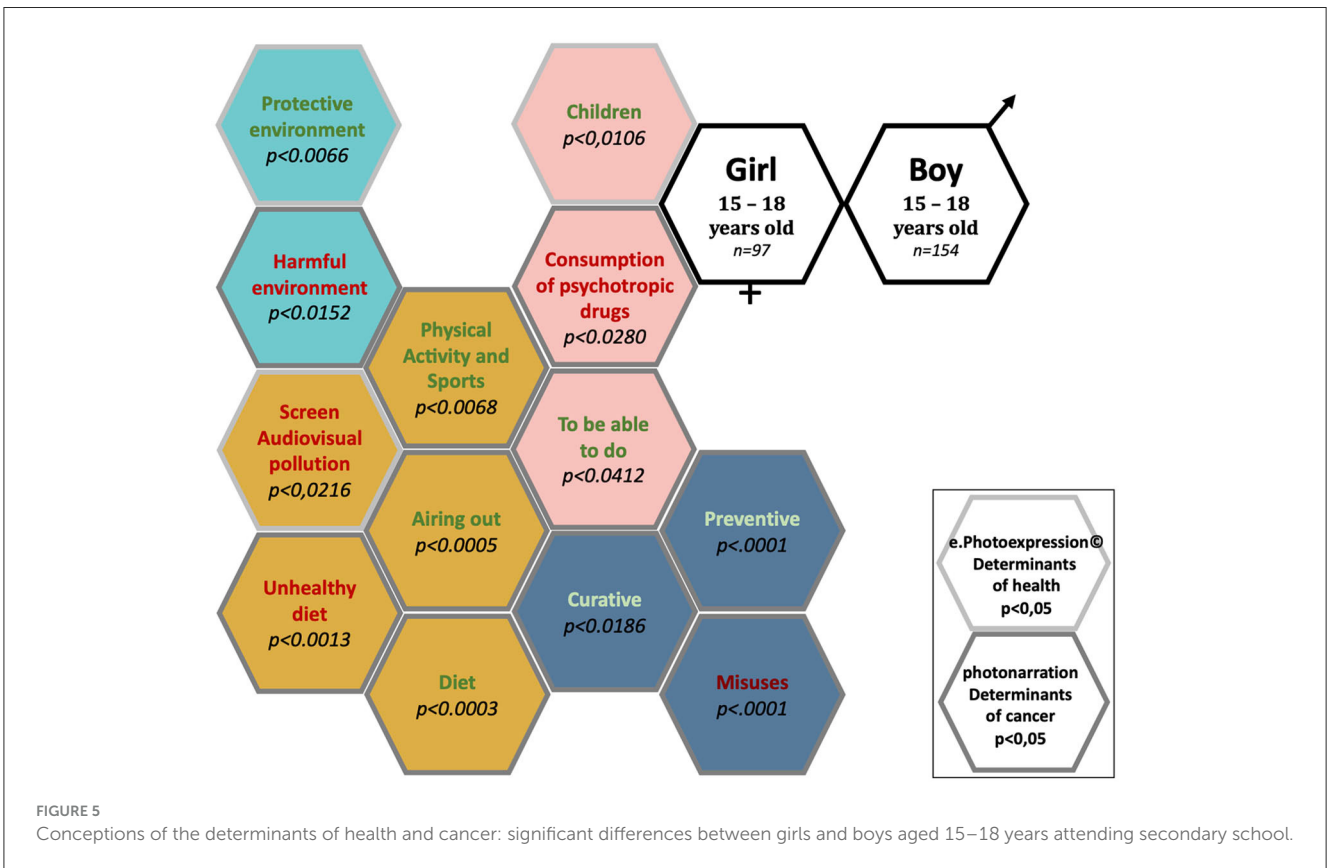 Protective
environment
p<0.0066
Children
p<0,0106
Girl
15 – 18
years old
n=97
Boy
15 – 18
years old
n=154
Harmful
environment
p<0.0152
Consumption
of psychotropic
drugs
p<0.0280
Physical
Activity and
Sports
p<0.0068
Screen
Audiovisual
pollution
p<0,0216
To be able
to do
p<0.0412
Airing out
p<0.0005
Preventive
p<.0001
Unhealthy
diet
p<0.0013
Curative
p<0.0186
Diet
p<0.0003
Misuses
p<.0001
e.Photoexpression©
Determinants
of health
p<0,05
photonarration
Determinants
of cancer
p<0,05
FIGURE 5
Conceptions of the determinants of health and cancer: significant differences between girls and boys aged 15–18 years attending secondary school.